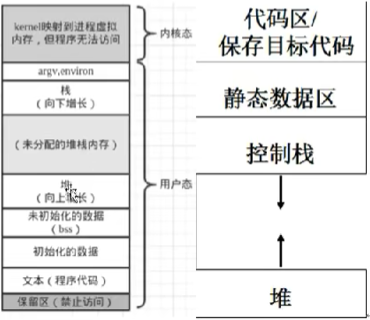 kernel映射到进程虚拟
内存，但程序无法访问
内核态
argv,environ
栈
（向下增长）
（未分配的堆栈内存）
堆
（向上增长）
用户态
未初始化的数据
（bss）
初始化的数据
文本（程序代码）
保留区（禁止访问）
代码区/
保存目标代码
静态数据区
控制栈
堆